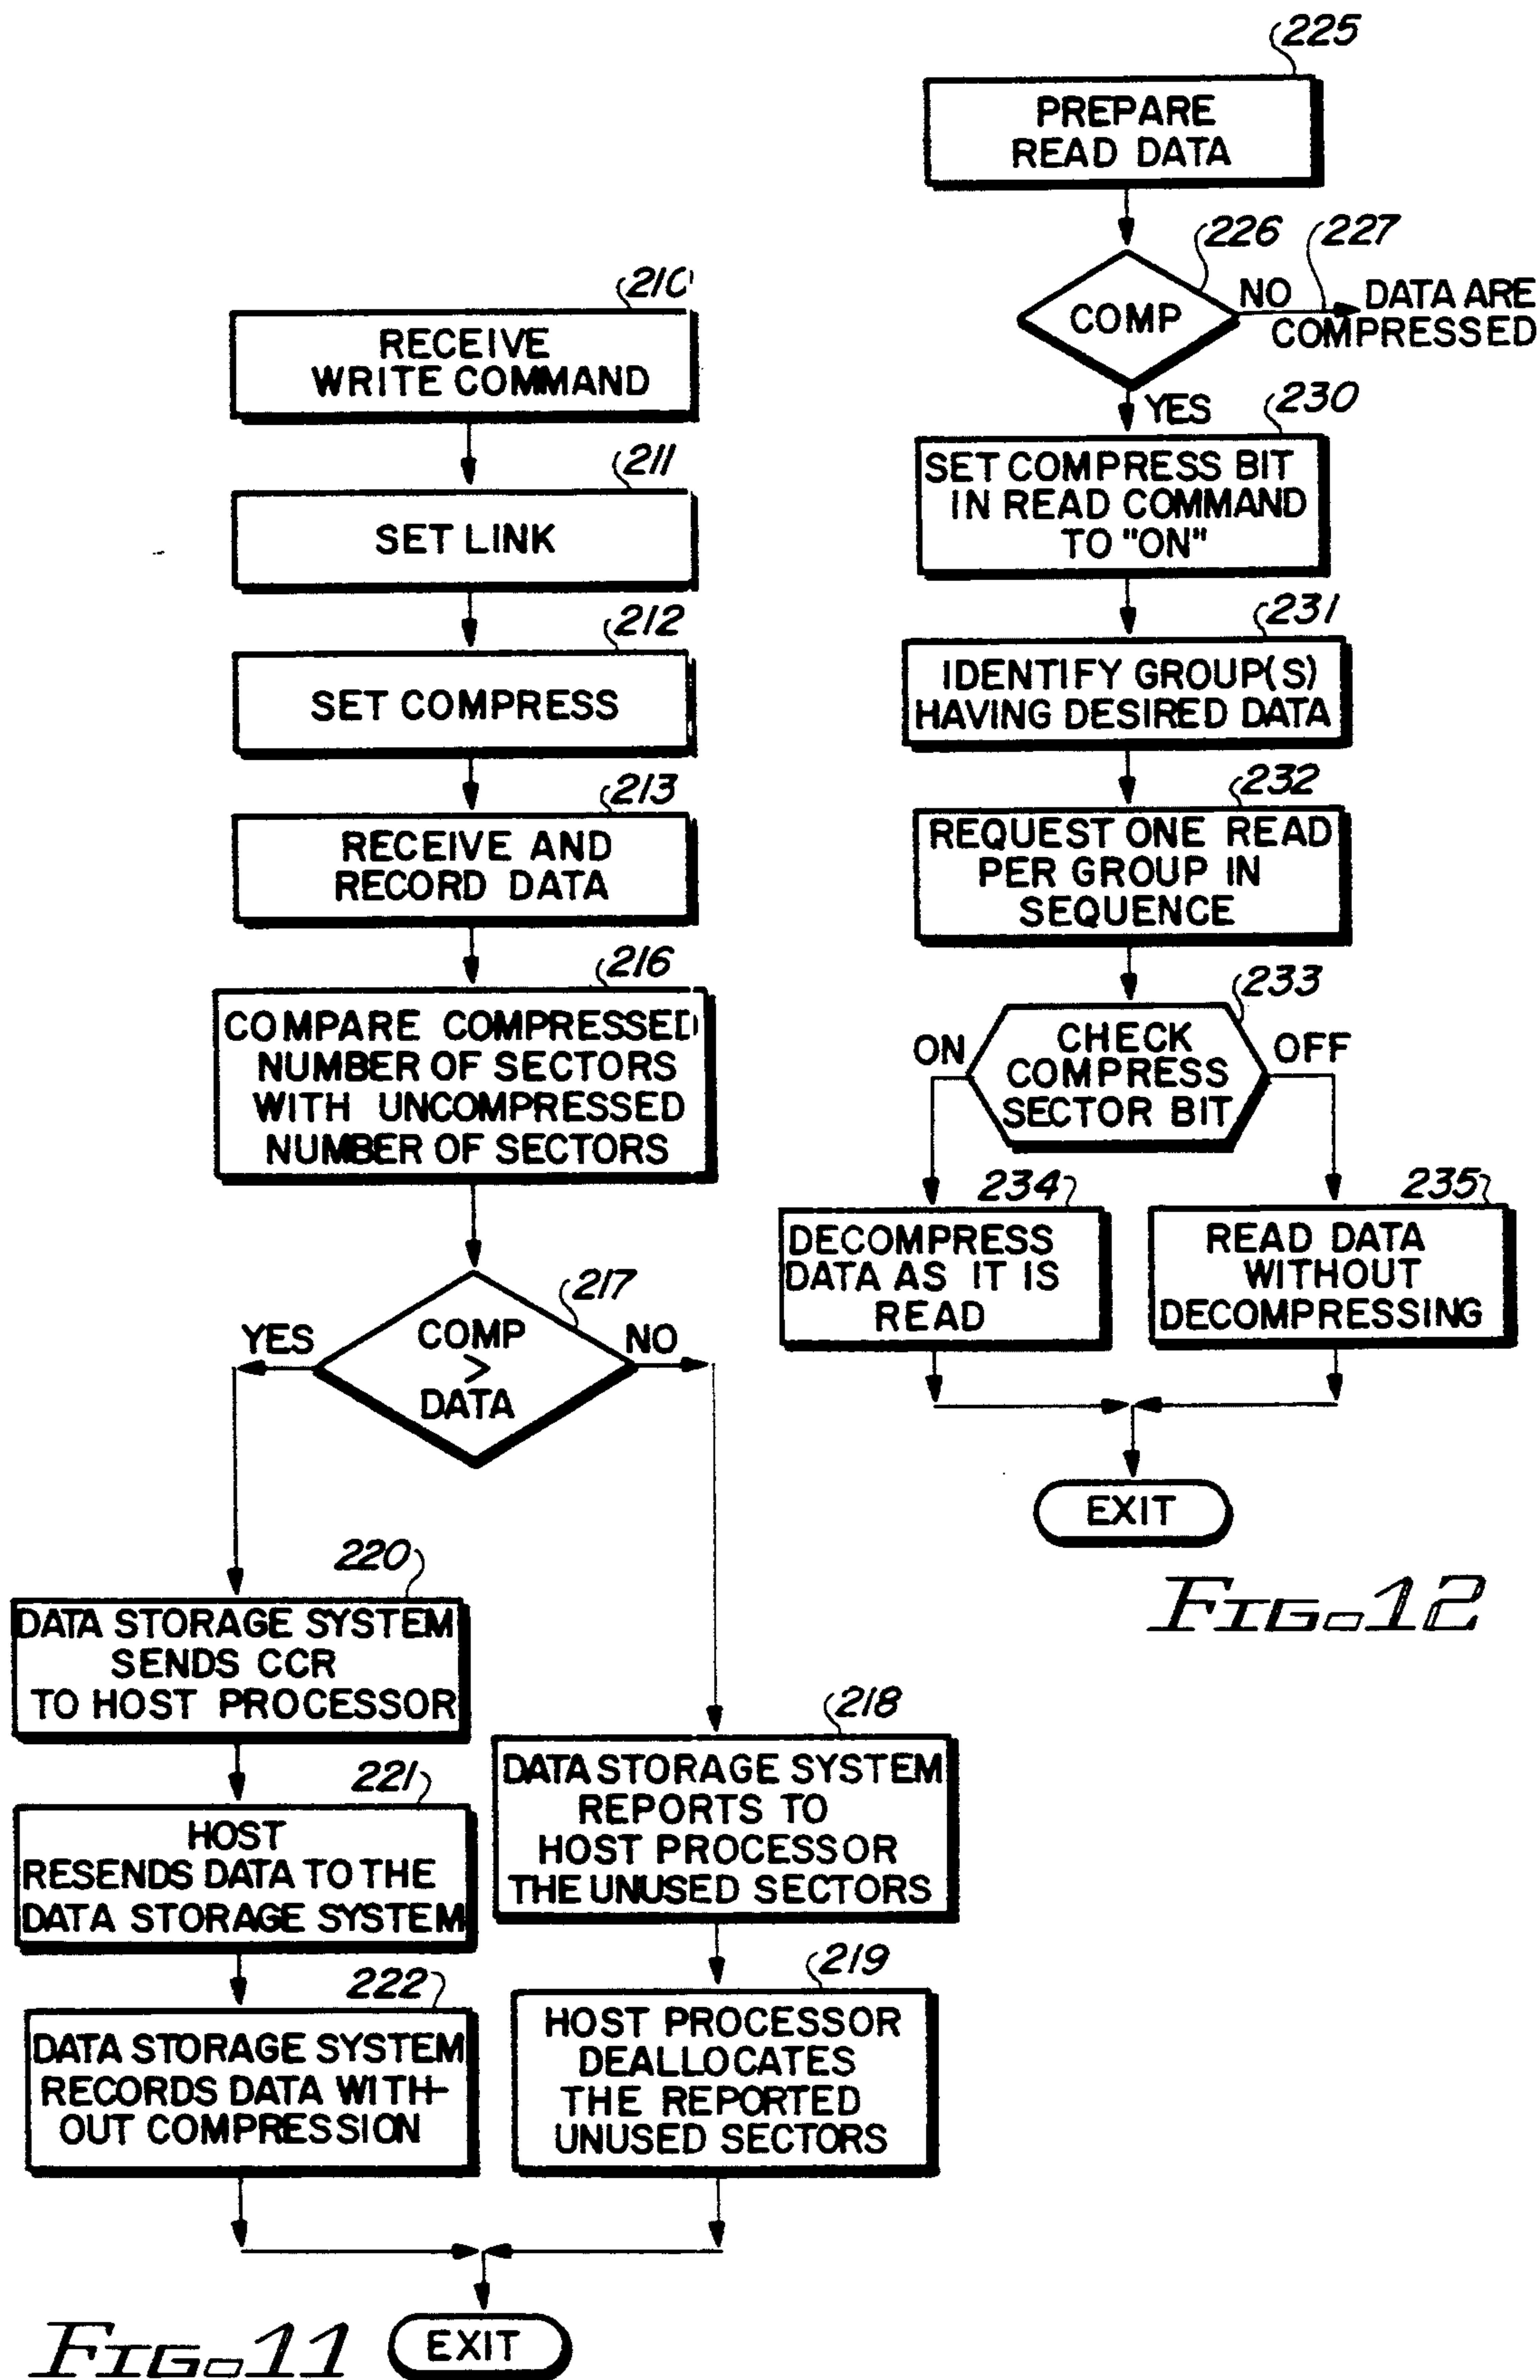 210
RECEIVE
WRITE COMMAND
211
SET LINK
212
SET COMPRESS
213
RECEIVE AND
RECORD DATA
216
COMPARE COMPRESSED
NUMBER OF SECTORS
WITH UNCOMPRESSED
NUMBER OF SECTORS
217
YES
COMP
>
DATA
NO
220
DATA STORAGE SYSTEM
SENDS CCR
TO HOST PROCESSOR
221
HOST
RESENDS DATA TO THE
DATA STORAGE SYSTEM
222
DATA STORAGE SYSTEM
RECORDS DATA WITH-
OUT COMPRESSION
218
DATA STORAGE SYSTEM
REPORTS TO
HOST PROCESSOR
THE UNUSED SECTORS
219
HOST PROCESSOR
DEALLOCATES
THE REPORTED
UNUSED SECTORS
EXIT
FIG. 11
225
PREPARE
READ DATA
226
227
COMP
NO
DATA ARE
COMPRESSED
YES
230
SET COMPRESS BIT
IN READ COMMAND
TO "ON"
231
IDENTIFY GROUP(S)
HAVING DESIRED DATA
232
REQUEST ONE READ
PER GROUP IN
SEQUENCE
233
ON
CHECK
COMPRESS
SECTOR BIT
OFF
234
DECOMPRESS
DATA AS IT IS
READ
235
READ DATA
WITHOUT
DECOMPRESSING
EXIT
FIG. 12